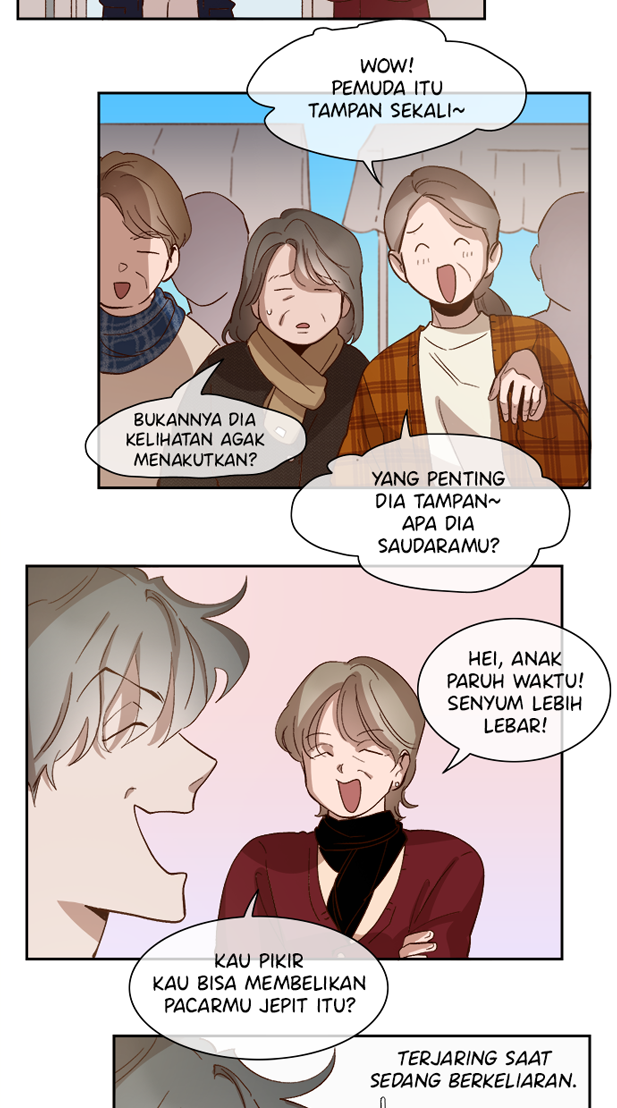 WOW!
PEMUDA ITU
TAMPAN SEKALI~
BUKANNYA DIA
KELIHATAN AGAK
MENAKUTKAN?
YANG PENTING
DIA TAMPAN~
APA DIA
SAUDARAMU?
HEI, ANAK
PARUH WAKTU!
SENYUM LEBIH
LEBAR!
KAU PIKIR
KAU BISA MEMBELIKAN
PACARMU JEPIT ITU?
TERJARING SAAT
SEDANG BERKELIARAN.